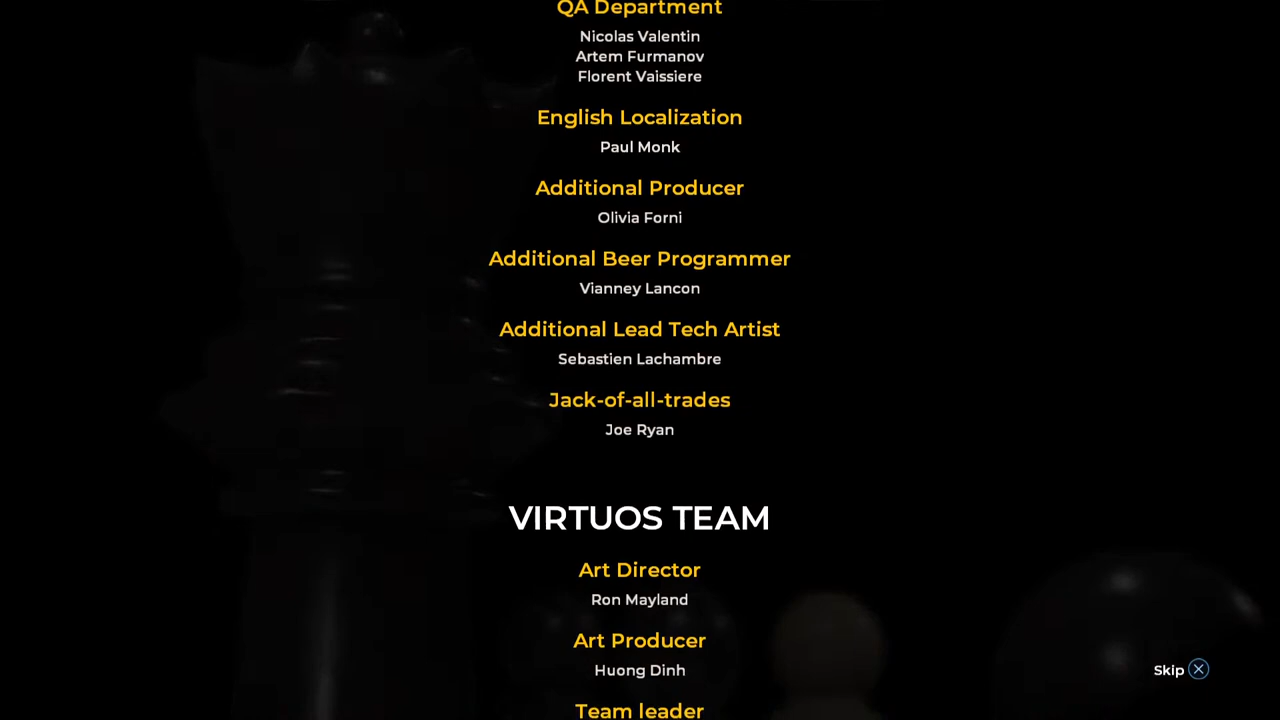 QA Department
Nicolas Valentin
Artem Furmanov
Florent Vaissiere
English Localization
Paul Monk
Additional Producer
Olivia Forni
Additional Beer Programmer
Vianney Lancon
Additional Lead Tech Artist
Sebastien Lachambre
Jack-of-all-trades
Joe Ryan
VIRTUOS TEAM
Art Director
Ron Mayland
Art Producer
Huong Dinh
Skip
Team leader